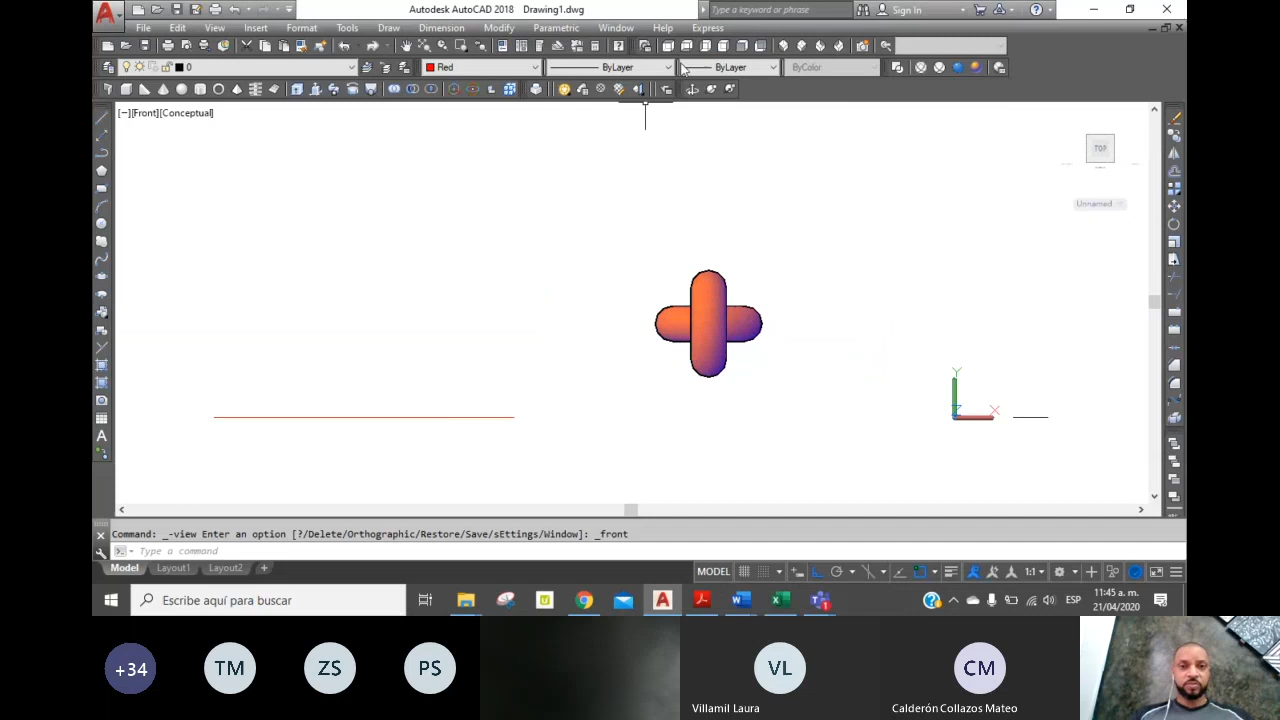 Autodesk AutoCAD 2018 Drawing1.dwg
Type a keyword or phrase
Sign In
File Edit View Insert Format Tools Draw Dimension Modify Parametric Window Help Express
0
Red
ByLayer
ByLayer
ByColor
[−][Front][Conceptual]
TOP
Unnamed
Y
Z
X
Command: _-view Enter an option [?/Delete/Orthographic/Restore/Save/sEttings/Window]: _front
Type a command
Model Layout1 Layout2 +
MODEL
1:1
Escribe aquí para buscar
ESP
11:45 a. m.
21/04/2020
+34
TM
ZS
PS
VL
Villamil Laura
CM
Calderón Collazos Mateo